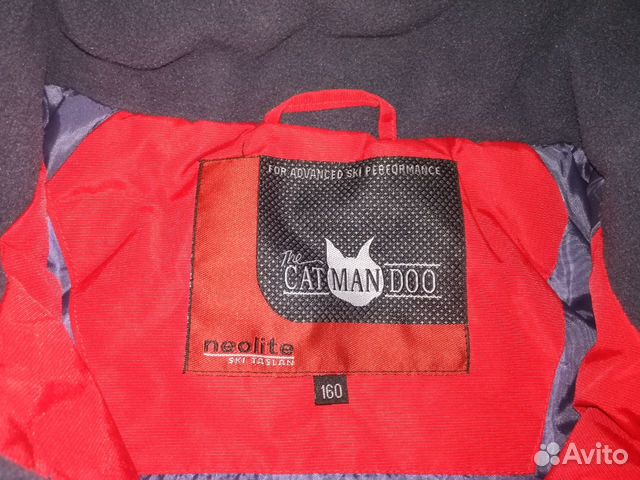 FOR ADVANCED SKI PERFORMANCE
The
CATMANDOO
neolite
SKI TASLAN
160
Avito